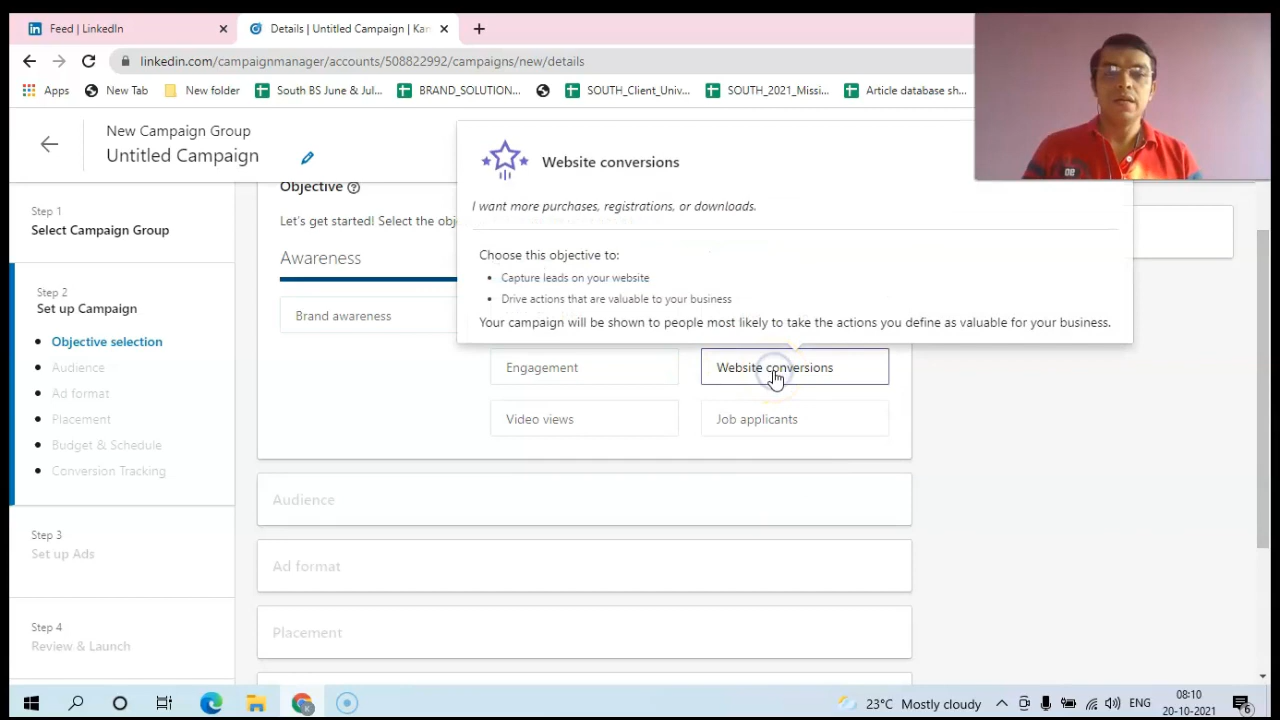 Feed | LinkedIn
Details | Untitled Campaign | Kan
linkedin.com/campaignmanager/accounts/508822992/campaigns/new/details
Apps
New Tab
New folder
South BS June & Jul...
BRAND_SOLUTION...
SOUTH_Client_Univ...
SOUTH_2021_Missi...
Article database sh...
New Campaign Group
Untitled Campaign
Website conversions
I want more purchases, registrations, or downloads.
Choose this objective to:
• Capture leads on your website
• Drive actions that are valuable to your business
Your campaign will be shown to people most likely to take the actions you define as valuable for your business.
Step 1
Select Campaign Group
Step 2
Set up Campaign
• Objective selection
• Audience
• Ad format
• Placement
• Budget & Schedule
• Conversion Tracking
Step 3
Set up Ads
Step 4
Review & Launch
Objective
Let's get started! Select the obj
Awareness
Brand awareness
Engagement
Website conversions
Video views
Job applicants
Audience
Ad format
Placement
23°C Mostly cloudy
ENG
08:10
20-10-2021
6